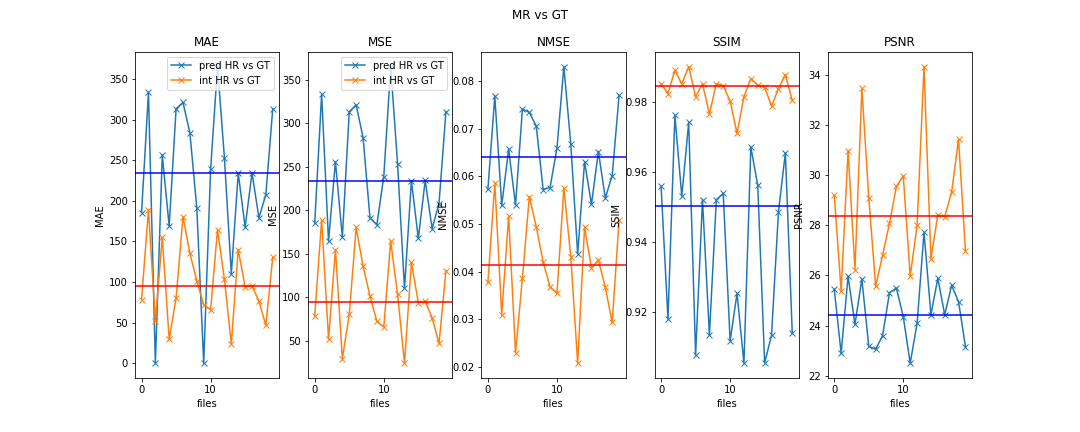 MR vs GT
MAE
MSE
NMSE
SSIM
PSNR
pred HR vs GT
int HR vs GT
pred HR vs GT
int HR vs GT
MAE
350
300
250
200
150
100
50
0
0
10
files
MSE
350
300
250
200
150
100
50
0
10
files
NMSE
0.08
0.07
0.06
0.05
0.04
0.03
0.02
0
10
files
SSIM
0.98
0.96
0.94
0.92
0
10
files
PSNR
34
32
30
28
26
24
22
0
10
files